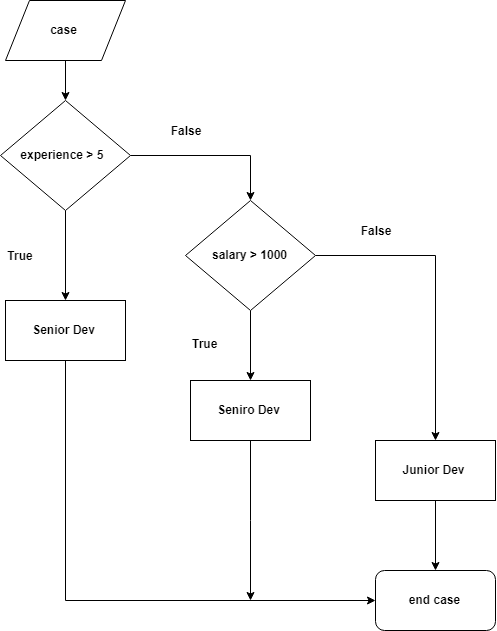 case
False
experience > 5
False
True
salary > 1000
Senior Dev
True
Seniro Dev
Junior Dev
end case